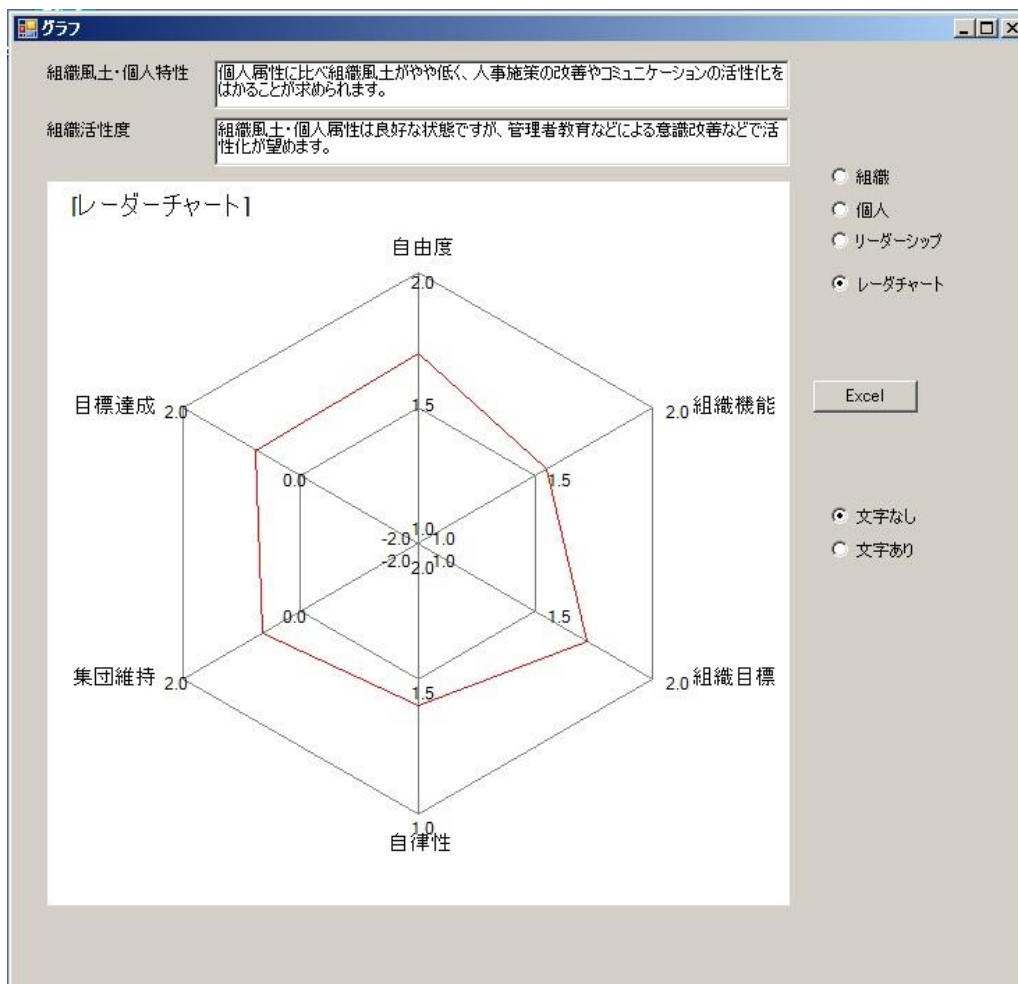 グラフ
組織風土・個人特性
個人属性に比べ組織風土がやや低く、人事施策の改善やコミュニケーションの活性化を
はかることが求められます。
組織活性度
組織風土・個人属性は良好な状態ですが、管理者教育などによる意識改善などで活
性化が望めます。
[レーダーチャート]
自由度
2.0
目標達成 2.0
2.0 組織機能
1.5
0.0
1.5
1.0
-2.0 1.0
-2.0 1.0
2.0
0.0
1.5
集団維持 2.0
2.0 組織目標
1.5
1.0
自律性
組織
個人
リーダーシップ
レーダチャート
Excel
文字なし
文字あり